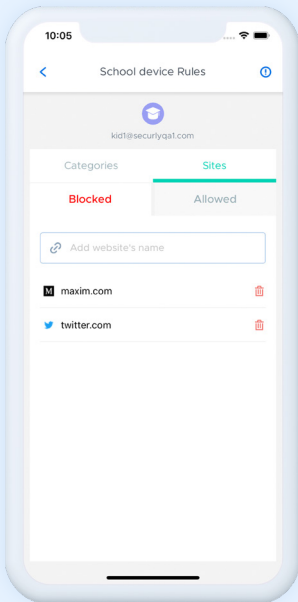 10:05
School device Rules
kid1@securlyqa1.com
Categories Sites
Blocked Allowed
Add website's name
M maxim.com
twitter.com